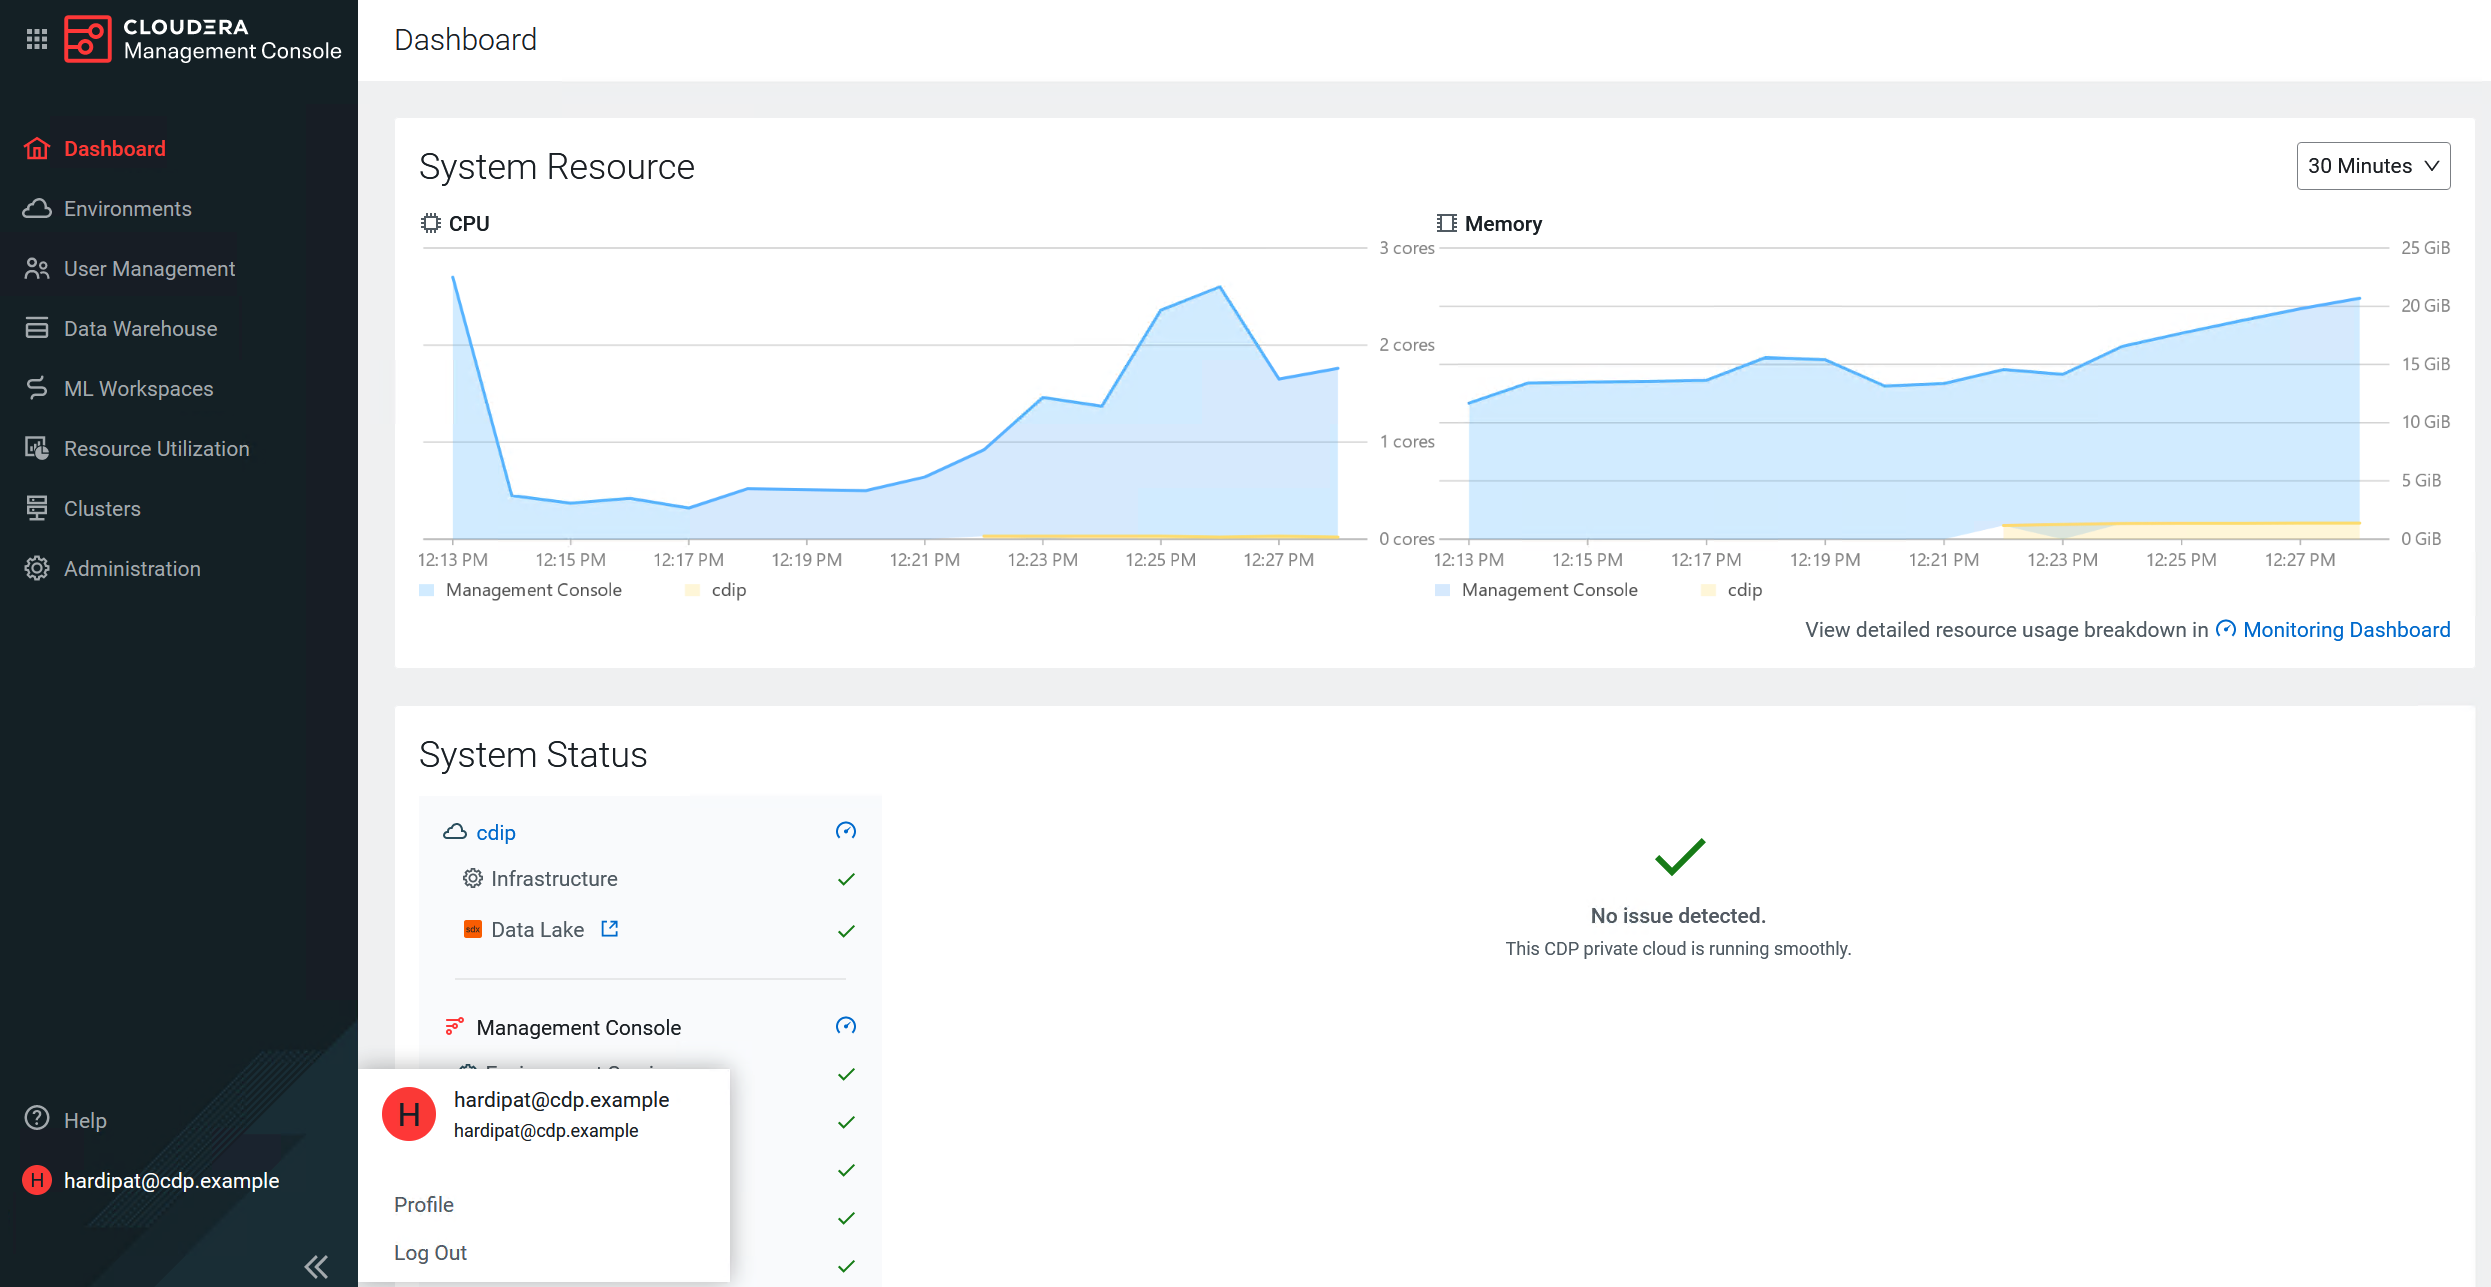 CLOUDERA
Management Console
Dashboard
Environments
User Management
Data Warehouse
ML Workspaces
Resource Utilization
Clusters
Administration
Help
H hardipat@cdp.example
Dashboard
System Resource
30 Minutes
CPU
3 cores
2 cores
1 cores
0 cores
12:13 PM 12:15 PM 12:17 PM 12:19 PM 12:21 PM 12:23 PM 12:25 PM 12:27 PM
Management Console cdip
Memory
25 GiB
20 GiB
15 GiB
10 GiB
5 GiB
0 GiB
12:13 PM 12:15 PM 12:17 PM 12:19 PM 12:21 PM 12:23 PM 12:25 PM 12:27 PM
Management Console cdip
View detailed resource usage breakdown in Monitoring Dashboard
System Status
cdip
Infrastructure
sdx Data Lake
Management Console
No issue detected.
This CDP private cloud is running smoothly.
H
hardipat@cdp.example
hardipat@cdp.example
Profile
Log Out